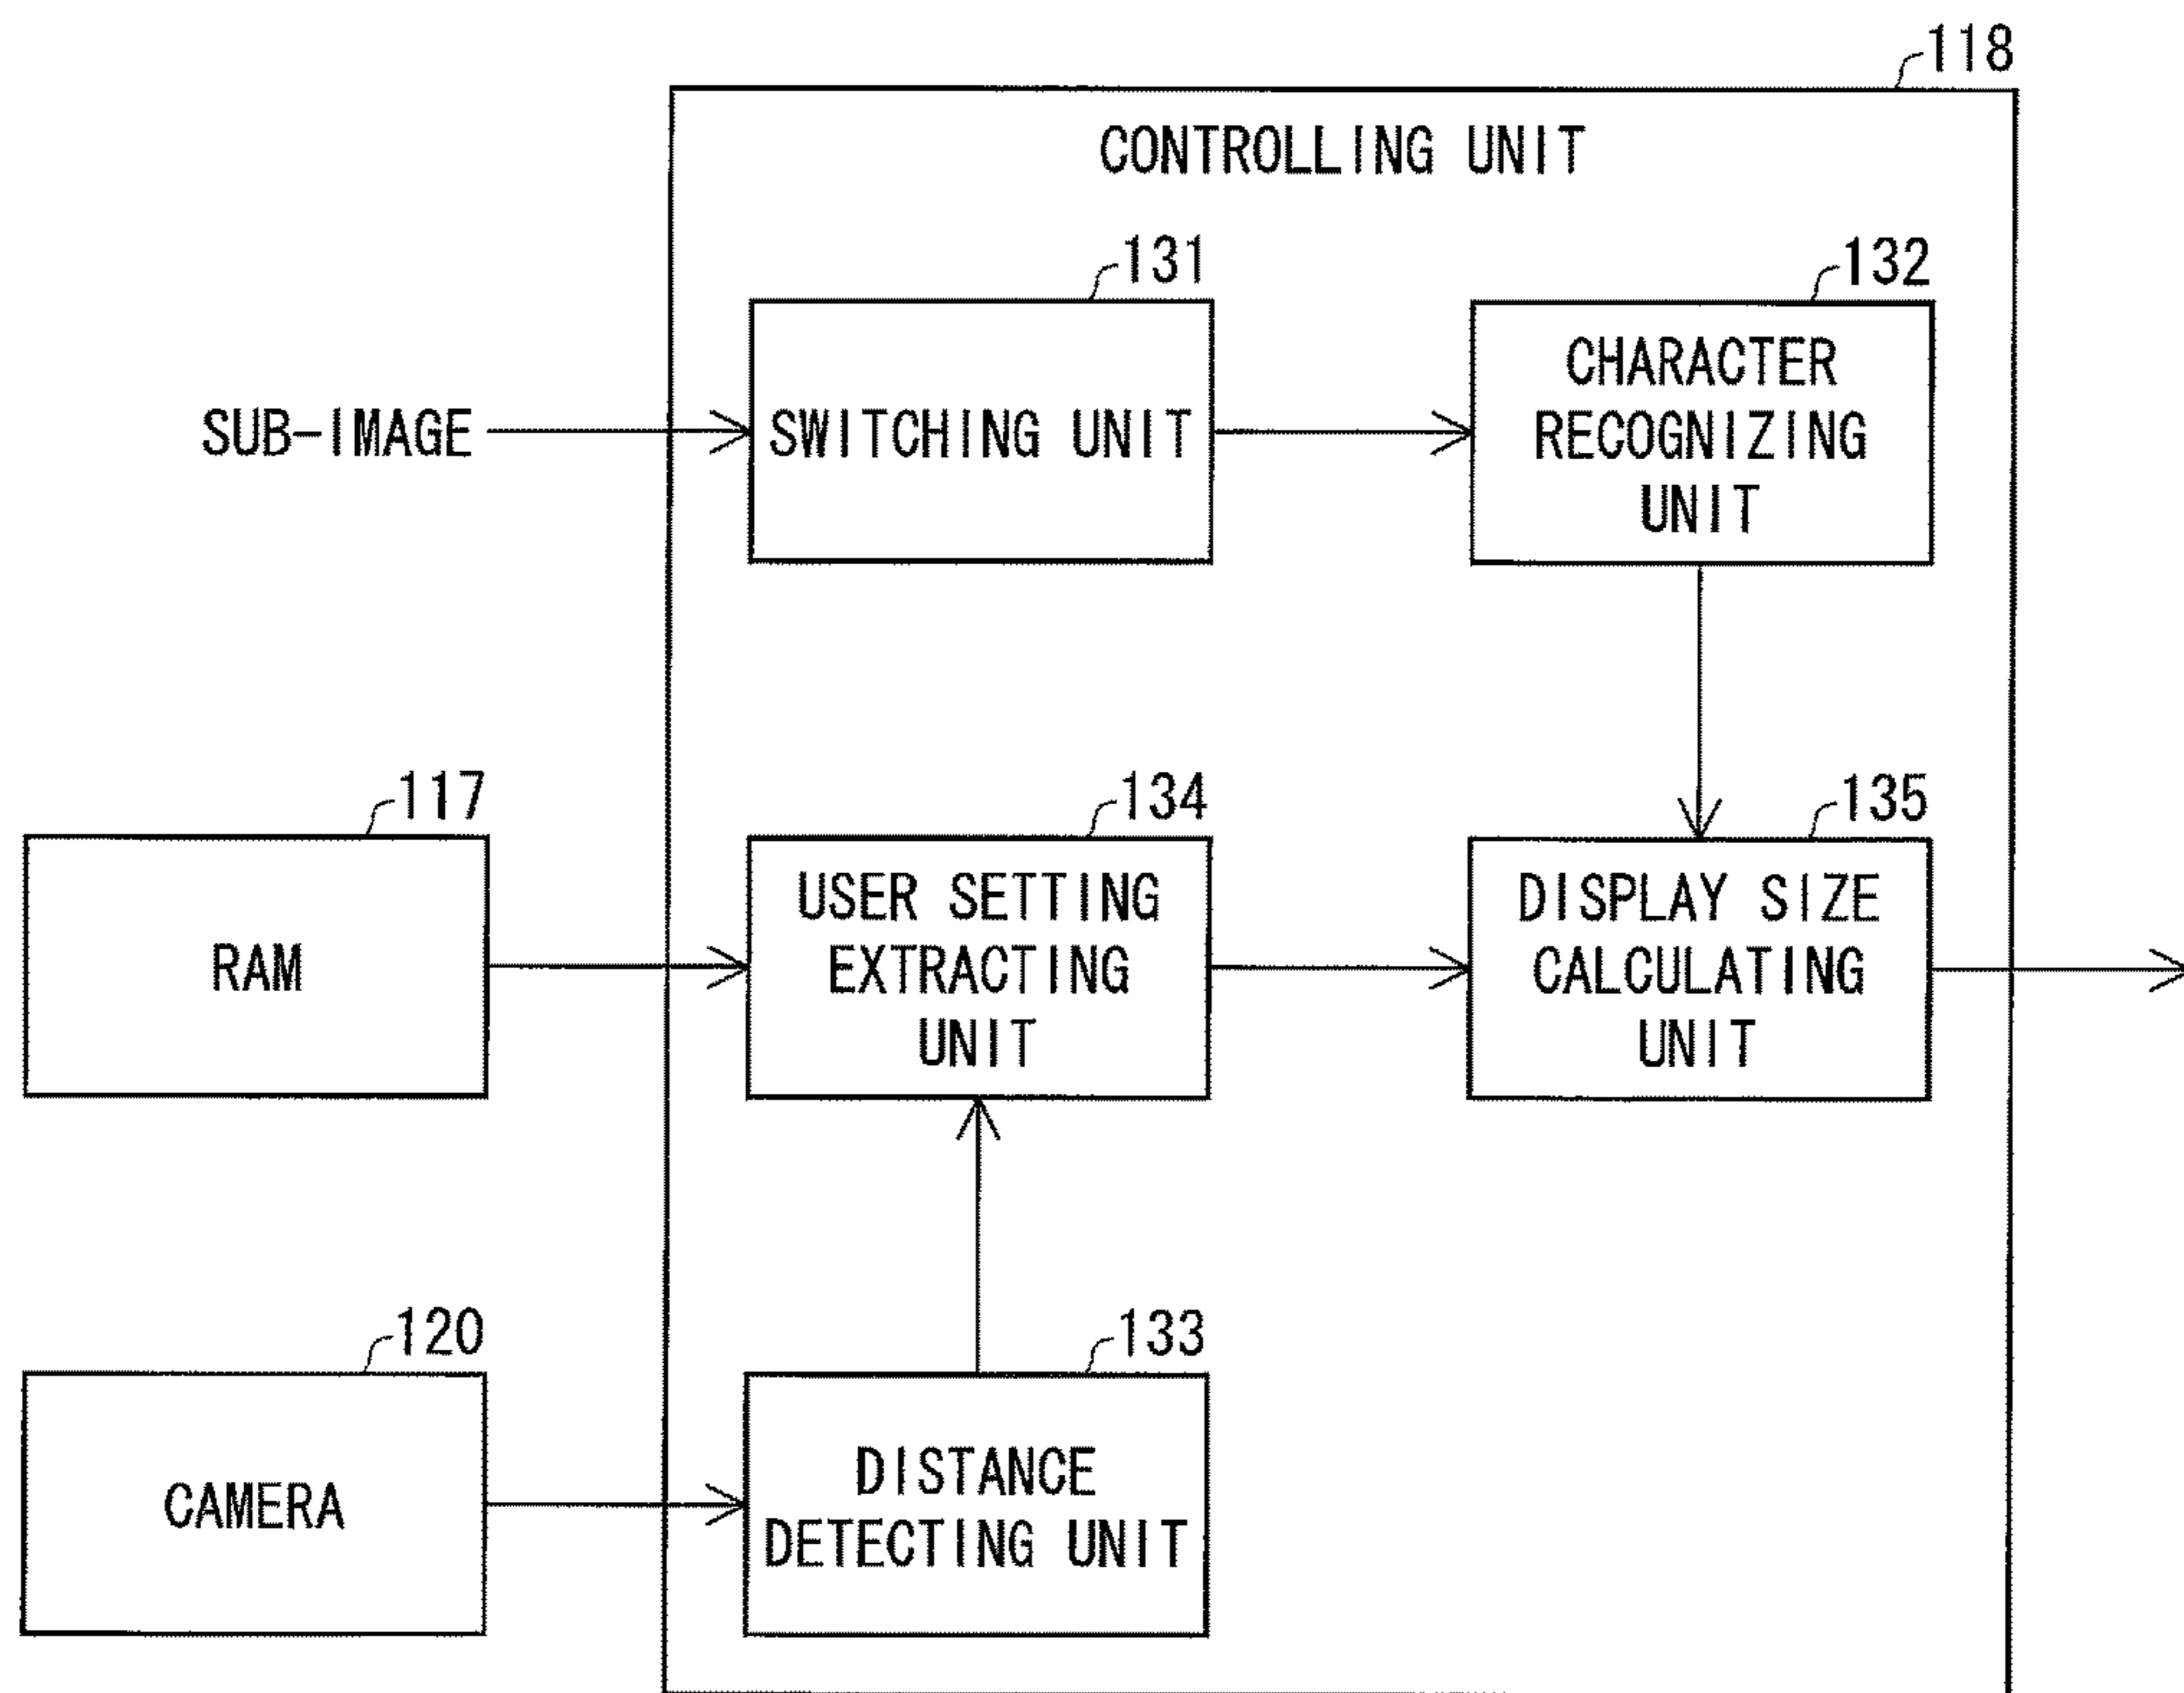 118
CONTROLLING UNIT
131
132
SUB-IMAGE
SWITCHING UNIT
CHARACTER
RECOGNIZING
UNIT
117
134
135
RAM
USER SETTING
EXTRACTING
UNIT
DISPLAY SIZE
CALCULATING
UNIT
120
133
CAMERA
DISTANCE
DETECTING UNIT